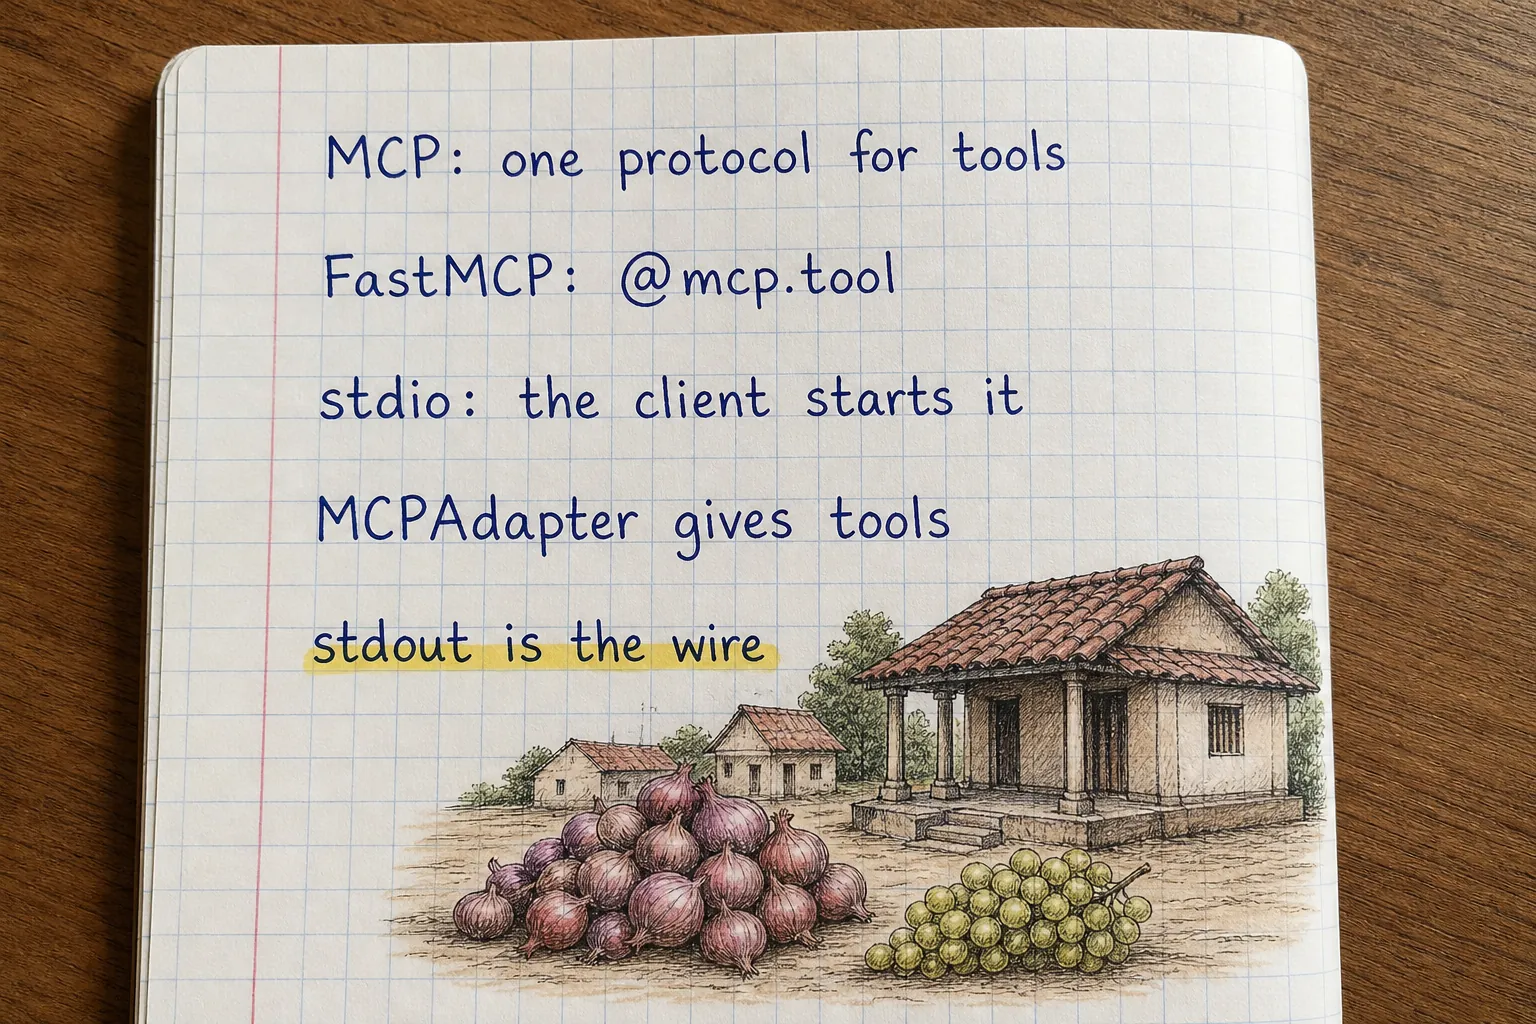 MCP: one protocol for tools
FastMCP: @mcp.tool
stdio: the client starts it
MCPAdapter gives tools
stdout is the wire